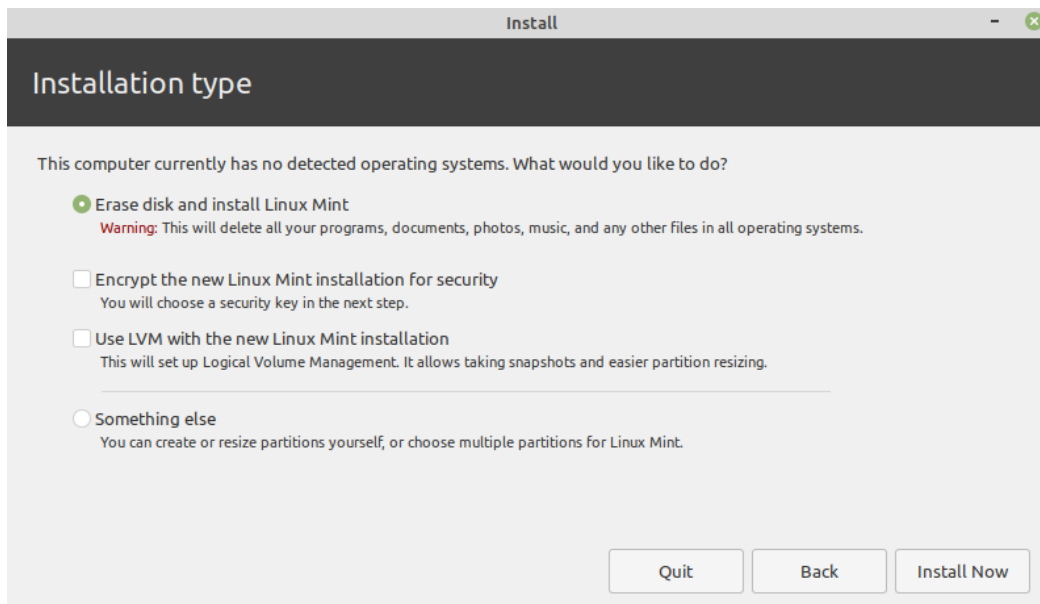 Install
Installation type
This computer currently has no detected operating systems. What would you like to do?
Erase disk and install Linux Mint
Warning: This will delete all your programs, documents, photos, music, and any other files in all operating systems.
Encrypt the new Linux Mint installation for security
You will choose a security key in the next step.
Use LVM with the new Linux Mint installation
This will set up Logical Volume Management. It allows taking snapshots and easier partition resizing.
Something else
You can create or resize partitions yourself, or choose multiple partitions for Linux Mint.
Quit Back Install Now